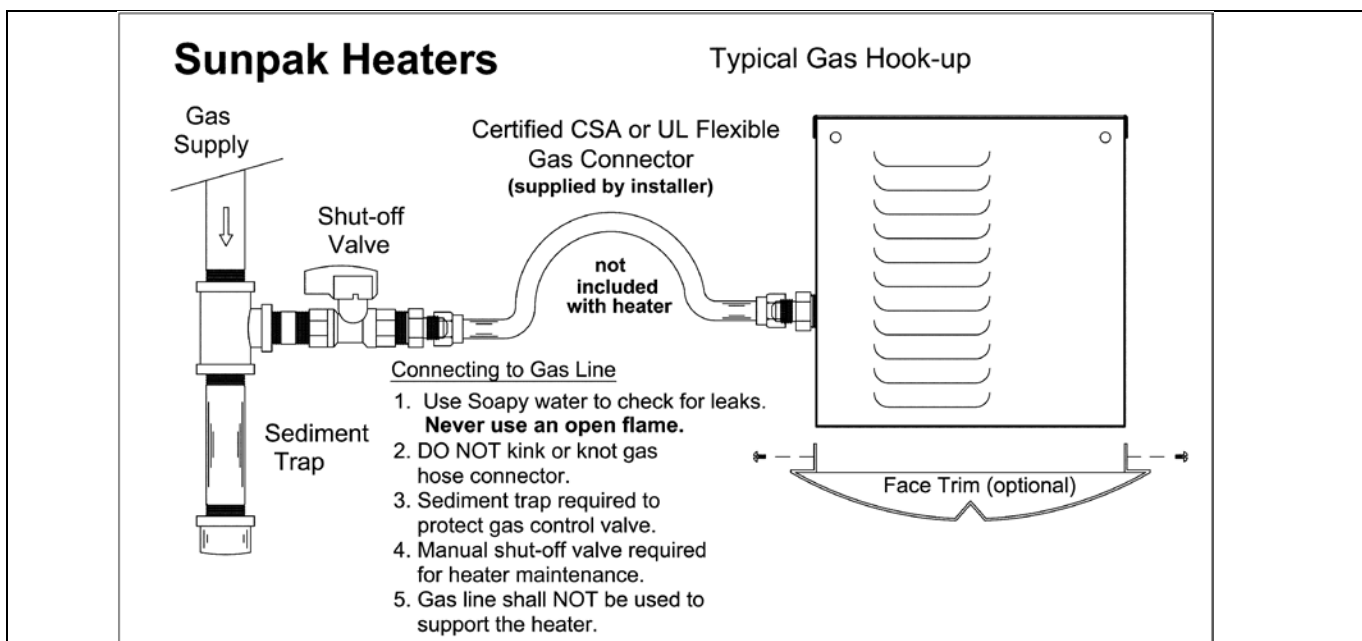 Sunpak Heaters
Typical Gas Hook-up
Gas
Supply
Certified CSA or UL Flexible
Gas Connector
(supplied by installer)
Shut-off
Valve
not
included
with heater
Connecting to Gas Line
1. Use Soapy water to check for leaks.
Never use an open flame.
2. DO NOT kink or knot gas
hose connector.
3. Sediment trap required to
protect gas control valve.
4. Manual shut-off valve required
for heater maintenance.
5. Gas line shall NOT be used to
support the heater.
Sediment
Trap
Face Trim (optional)